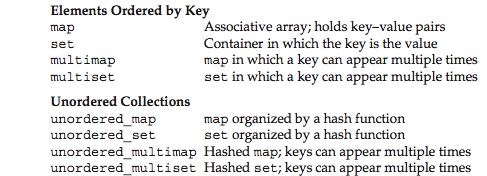 Elements Ordered by Key
map Associative array; holds key–value pairs
set Container in which the key is the value
multimap map in which a key can appear multiple times
multiset set in which a key can appear multiple times
Unordered Collections
unordered_map map organized by a hash function
unordered_set set organized by a hash function
unordered_multimap Hashed map; keys can appear multiple times
unordered_multiset Hashed set; keys can appear multiple times